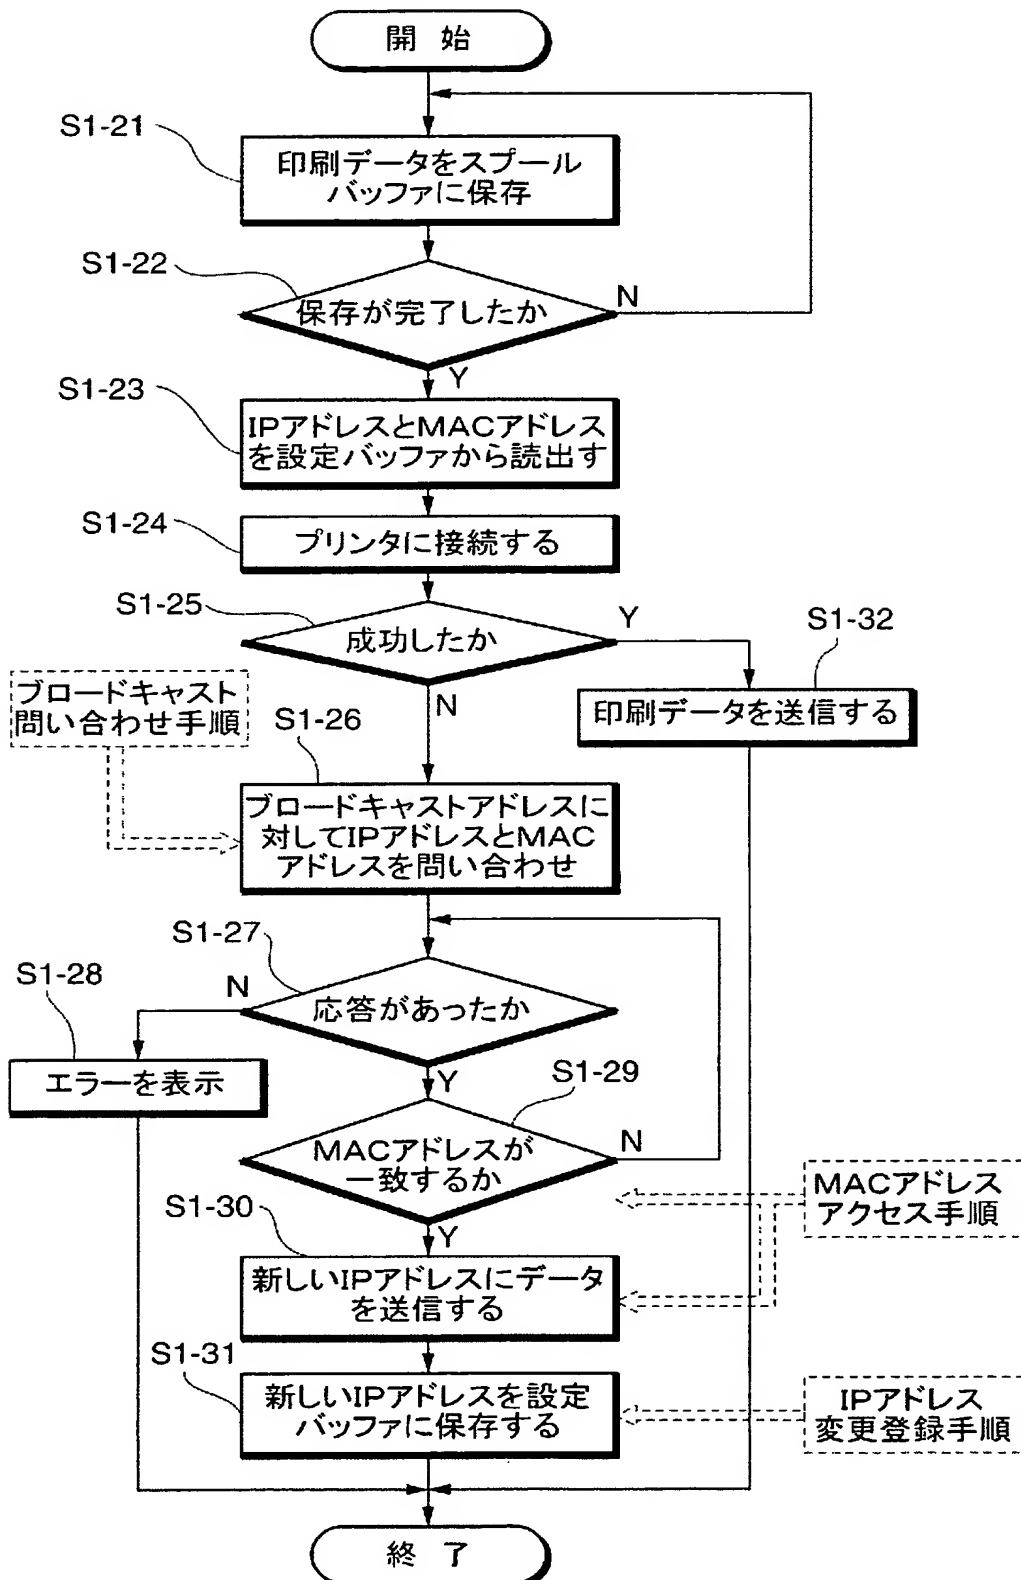 開 始
S1-21
印刷データをスプール
バッファに保存
S1-22
保存が完了したか
N
Y
S1-23
IPアドレスとMACアドレス
を設定バッファから読出す
S1-24
プリンタに接続する
S1-25
成功したか
Y
S1-32
N
印刷データを送信する
ブロードキャスト
問い合わせ手順
S1-26
ブロードキャストアドレスに
対してIPアドレスとMAC
アドレスを問い合わせ
S1-27
応答があったか
N
S1-28
エラーを表示
Y
S1-29
MACアドレスが
一致するか
N
MACアドレス
アクセス手順
S1-30
Y
新しいIPアドレスにデータ
を送信する
S1-31
新しいIPアドレスを設定
バッファに保存する
IPアドレス
変更登録手順
終 了